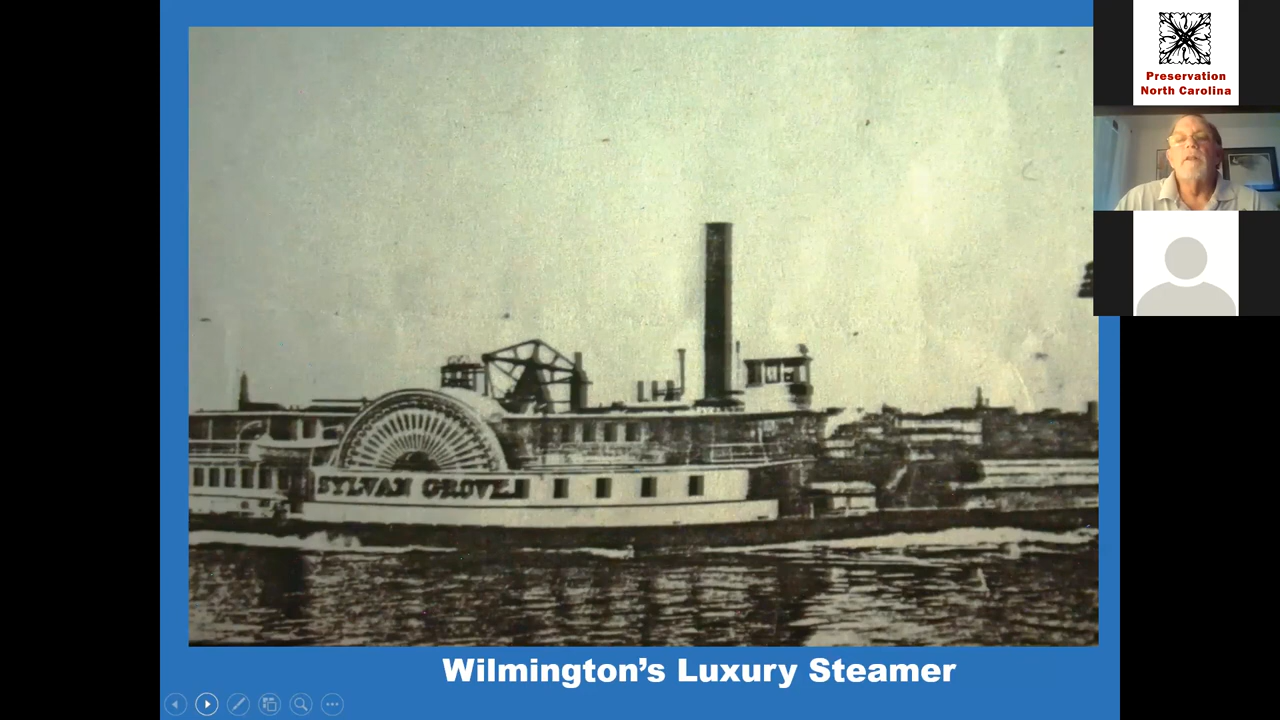 Preservation
North Carolina
SYLVAN GROVE
Wilmington's Luxury Steamer